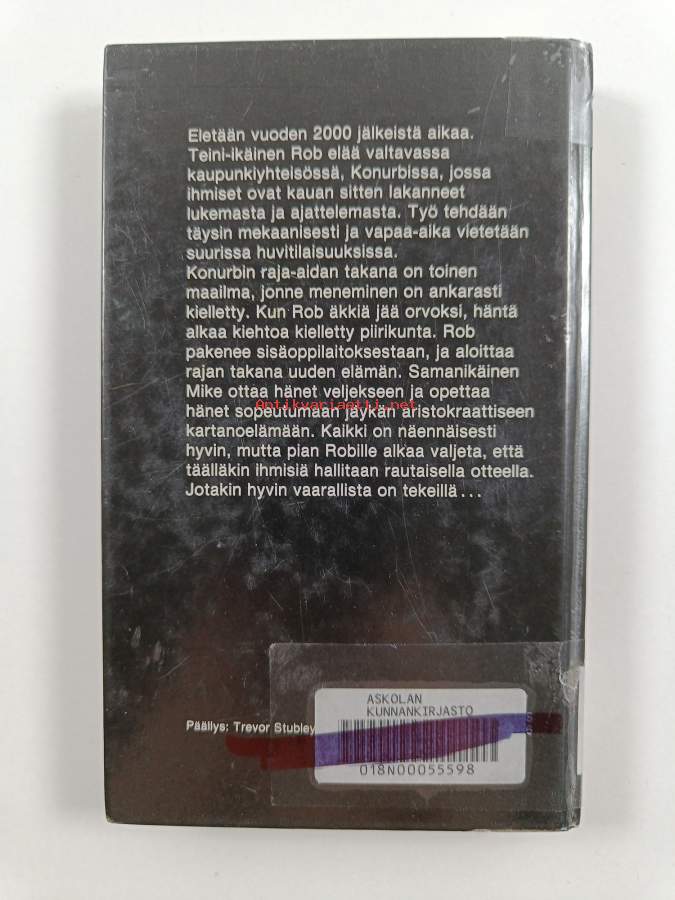 Eletään vuoden 2000 jälkeistä aikaa.
Teini-ikäinen Rob elää valtavassa
kaupunkiyhteisössä, Konurbissa, jossa
ihmiset ovat kauan sitten lakanneet
lukemasta ja ajattelemasta. Työ tehdään
täysin mekaanisesti ja vapaa-aika vietetään
suurissa huvitilaisuuksissa.
Konurbin raja-aidan takana on toinen
maailma, jonne meneminen on ankarasti
kielletty. Kun Rob äkkiä jää orvoksi, häntä
alkaa kiehtoa kielletty piirikunta. Rob
pakenee sisäoppilaitoksestaan, ja aloittaa
rajan takana uuden elämän. Samanikäinen
Mike ottaa hänet veljekseen ja opettaa
Antikvariaatti.net
hänet sopeutumaan jäykän aristokraattiseen
kartanoelämään. Kaikki on näennäisesti
hyvin, mutta pian Robille alkaa valjeta, että
täälläkin ihmisiä hallitaan rautaisella otteella.
Jotakin hyvin vaarallista on tekeillä...
ASKOLAN
KUNNANKIRJASTO
Päällys: Trevor Stubley
018N00055598